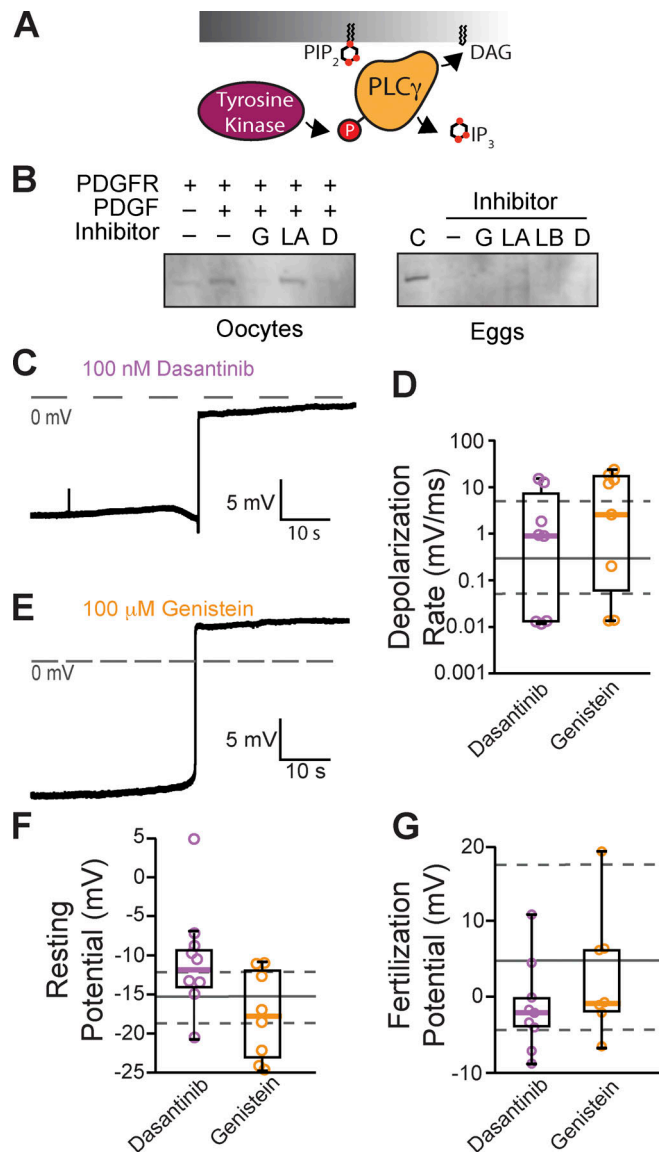 A
PIP2
DAG
PLCγ
Tyrosine
Kinase
P
IP3
B
PDGFR + + + + +
PDGF – + + + +
Inhibitor – – G LA D
Oocytes
Inhibitor
C – G LA LB D
Eggs
C
100 nM Dasantinib
0 mV
5 mV
10 s
D
Depolarization
Rate (mV/ms)
100
10
1
0.1
0.01
0.001
Dasantinib
Genistein
E
100 μM Genistein
0 mV
5 mV
10 s
F
Resting
Potential (mV)
5
0
-5
-10
-15
-20
-25
Dasantinib
Genistein
G
Fertilization
Potential (mV)
20
10
0
-10
Dasantinib
Genistein